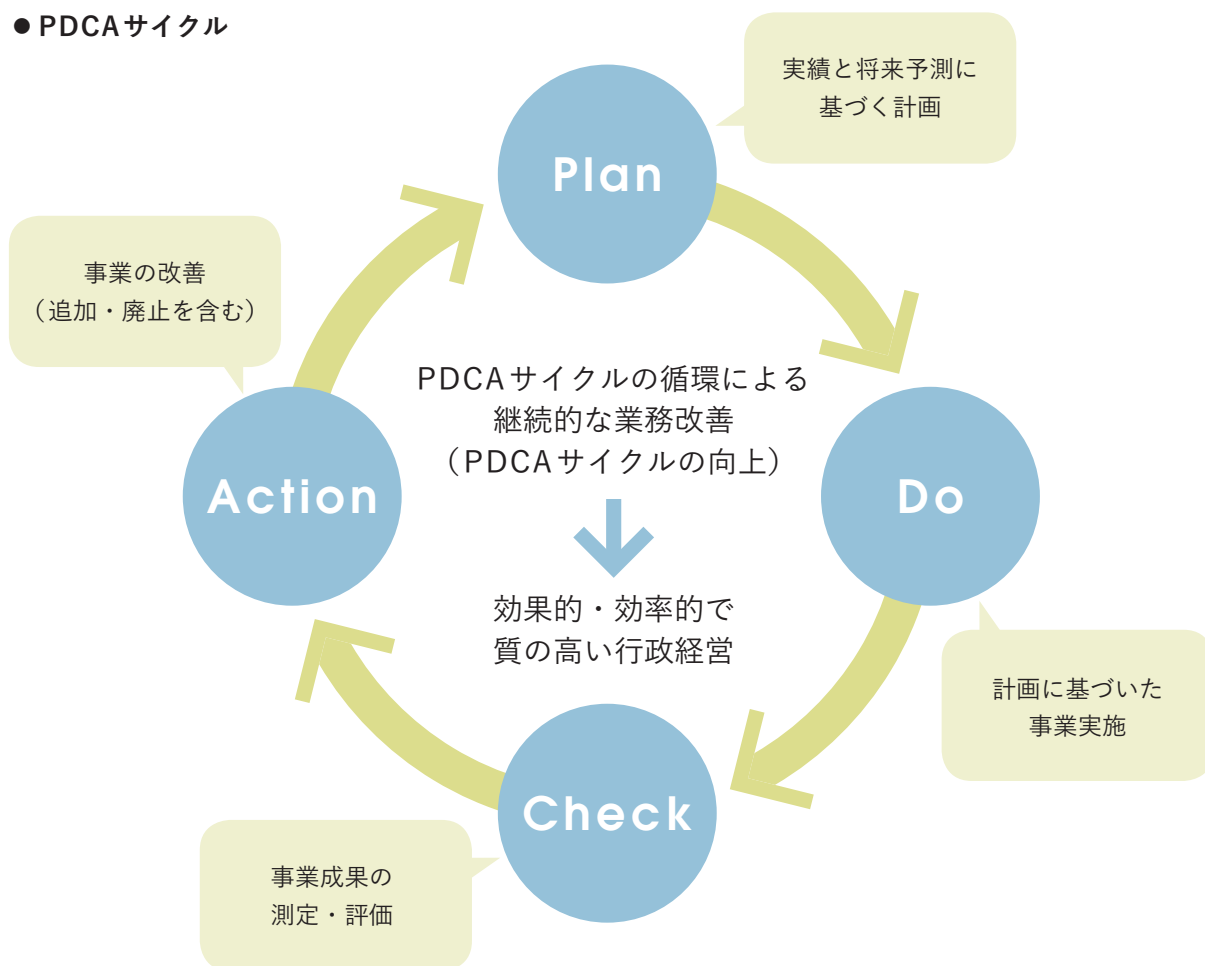 ● PDCAサイクル
Plan
実績と将来予測に
基づく計画
Do
計画に基づいた
事業実施
Check
事業成果の
測定・評価
Action
事業の改善
（追加・廃止を含む）
PDCAサイクルの循環による
継続的な業務改善
（PDCAサイクルの向上）
効果的・効率的で
質の高い行政経営